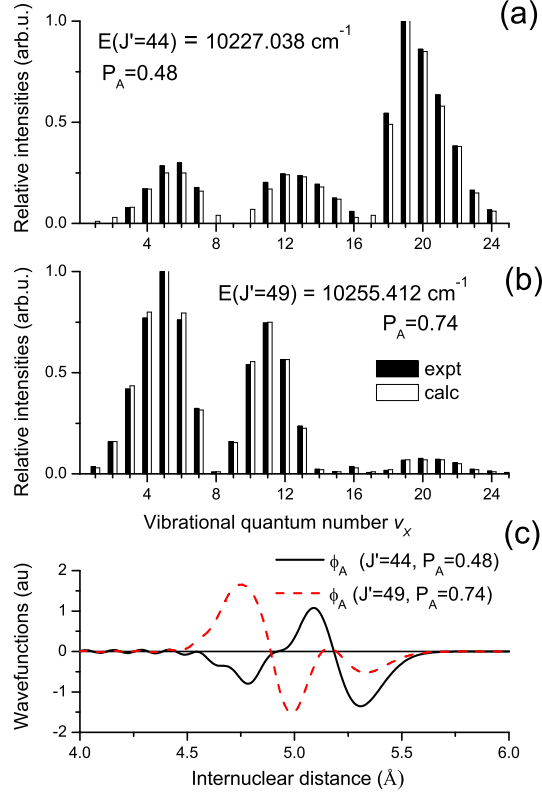 (a)
E(J'=44) = 10227.038 cm⁻¹
P_A=0.48
Relative intensities (arb.u.)
1.0
0.5
0.0
4 8 12 16 20 24
(b)
E(J'=49) = 10255.412 cm⁻¹
P_A=0.74
expt
calc
Relative intensities (arb.u.)
1.0
0.5
0.0
4 8 12 16 20 24
Vibrational quantum number v_X
(c)
ϕ_A (J'=44, P_A=0.48)
ϕ_A (J'=49, P_A=0.74)
Wavefunctions (au)
2
1
0
-1
-2
4.0 4.5 5.0 5.5 6.0
Internuclear distance (Å)